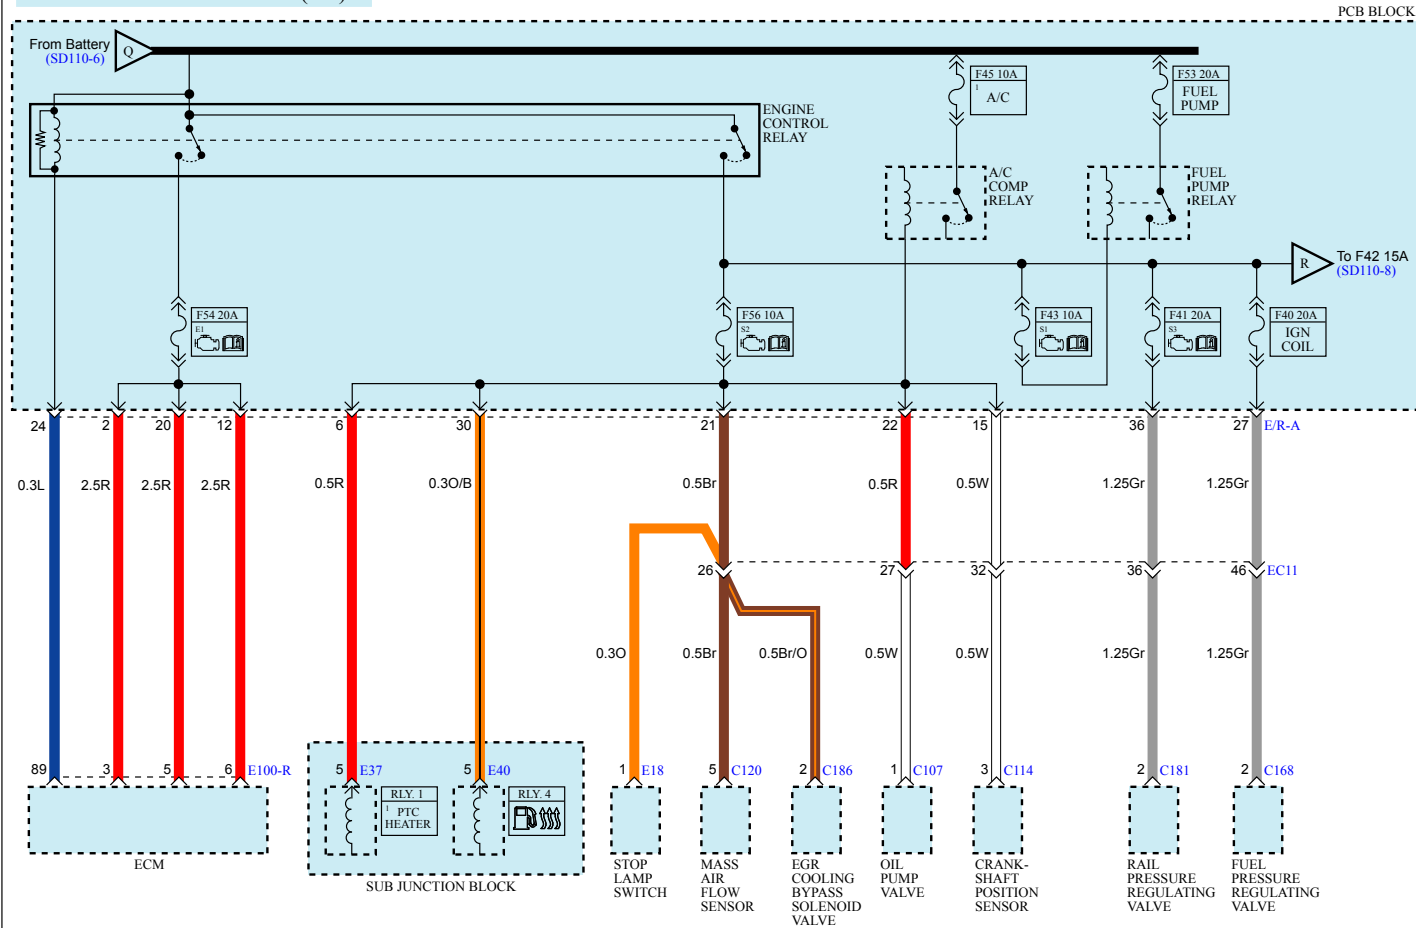 PCB BLOCK
From Battery
(SD110-6)
Q
F45 10A
1
A/C
F53 20A
FUEL
PUMP
ENGINE
CONTROL
RELAY
A/C
COMP
RELAY
FUEL
PUMP
RELAY
R
To F42 15A
(SD110-8)
F54 20A
E1
F56 10A
S2
F43 10A
S1
F41 20A
S3
F40 20A
IGN
COIL
24 2 20 12 6 30 21 22 15 36 27 E/R-A
0.3L 2.5R 2.5R 2.5R 0.5R 0.3O/B 0.5Br 0.5R 0.5W 1.25Gr 1.25Gr
26 27 32 36 46 EC11
0.3O 0.5Br 0.5Br/O 0.5W 0.5W 1.25Gr 1.25Gr
89 3 5 6 E100-R 5 E37 5 E40 1 E18 5 C120 2 C186 1 C107 3 C114 2 C181 2 C168
RLY. 1
1
PTC
HEATER
RLY. 4
ECM
SUB JUNCTION BLOCK
STOP
LAMP
SWITCH
MASS
AIR
FLOW
SENSOR
EGR
COOLING
BYPASS
SOLENOID
VALVE
OIL
PUMP
VALVE
CRANK-
SHAFT
POSITION
SENSOR
RAIL
PRESSURE
REGULATING
VALVE
FUEL
PRESSURE
REGULATING
VALVE